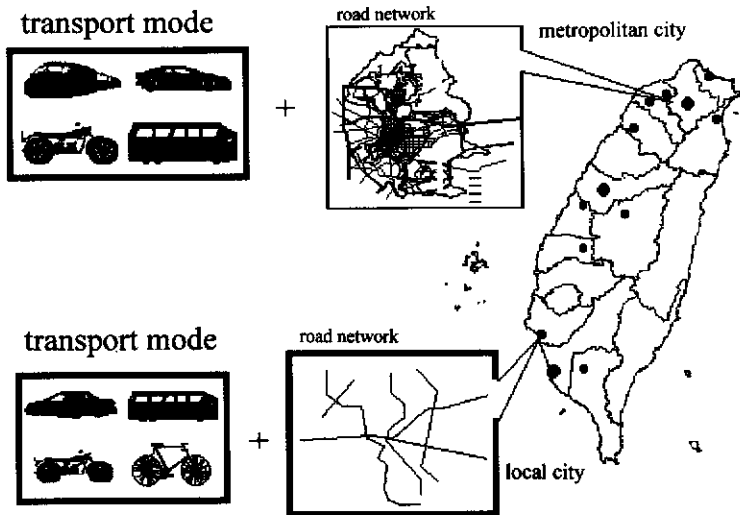 transport mode
road network
metropolitan city
+
transport mode
road network
+
local city